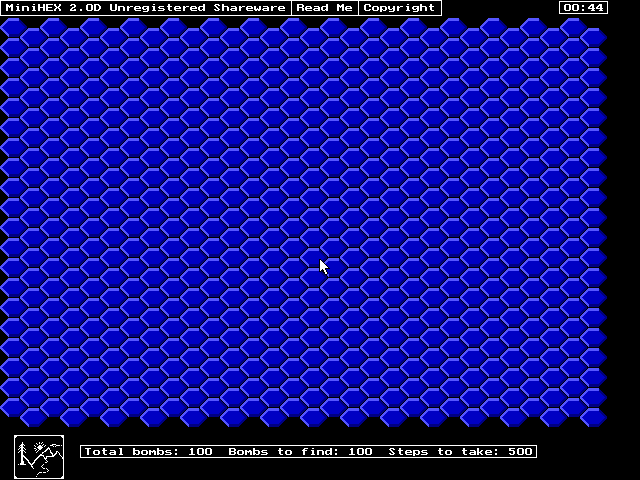 MiniHEX 2.0D Unregistered Shareware Read Me Copyright 00:44
Total bombs: 100 Bombs to find: 100 Steps to take: 500